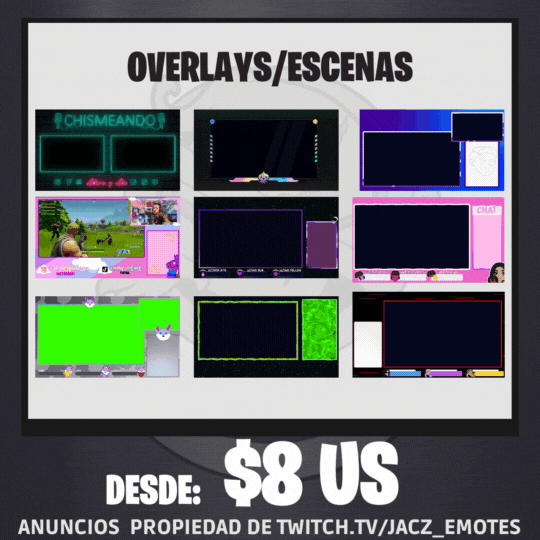 OVERLAYS/ESCENAS
CHISMEANDO
CHAT
DESDE: $8 US
ANUNCIOS PROPIEDAD DE TWITCH.TV/JACZ_EMOTES